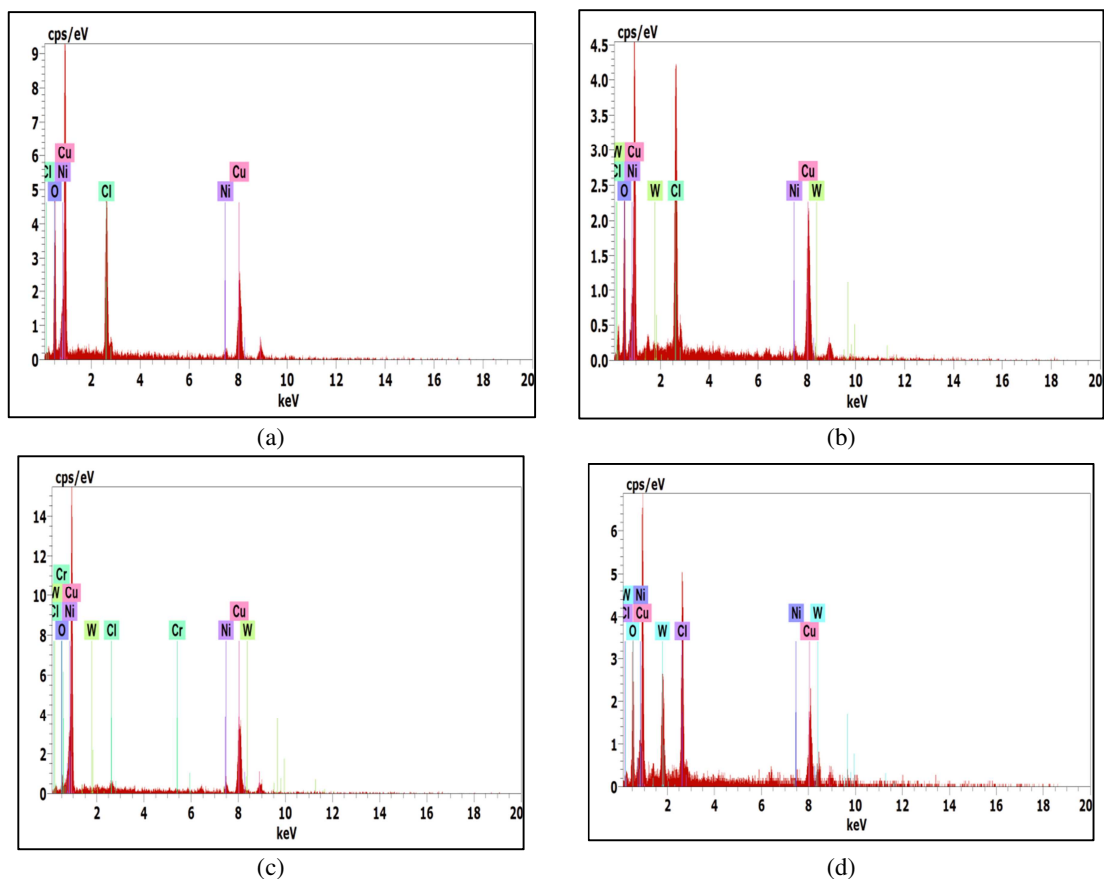 cps/eV
9
8
7
6
5
4
3
2
1
0
Cl
O
Cu
Ni
Cl
Ni
Cu
2 4 6 8 10 12 14 16 18 20
keV
(a)
cps/eV
4.5
4.0
3.5
3.0
2.5
2.0
1.5
1.0
0.5
0.0
W
Cl
O
Cu
Ni
W
Cl
Ni
Cu
W
2 4 6 8 10 12 14 16 18 20
keV
(b)
cps/eV
14
12
10
8
6
4
2
0
Cr
W
Cl
O
Cu
Ni
W
Cl
Cr
Ni
Cu
W
2 4 6 8 10 12 14 16 18 20
keV
(c)
cps/eV
6
5
4
3
2
1
0
W
Cl
O
Ni
Cu
W
Cl
Ni
Cu
W
2 4 6 8 10 12 14 16 18 20
keV
(d)